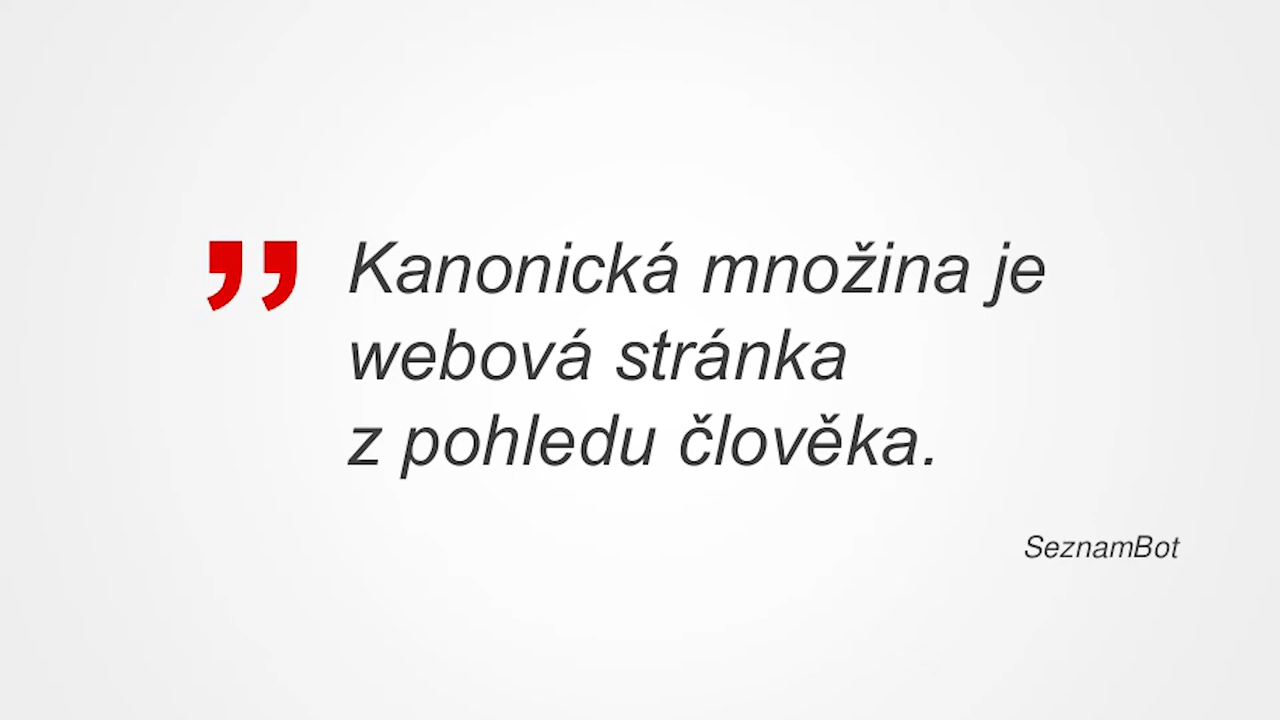 ” Kanonická množina je
webová stránka
z pohledu člověka.
SeznamBot